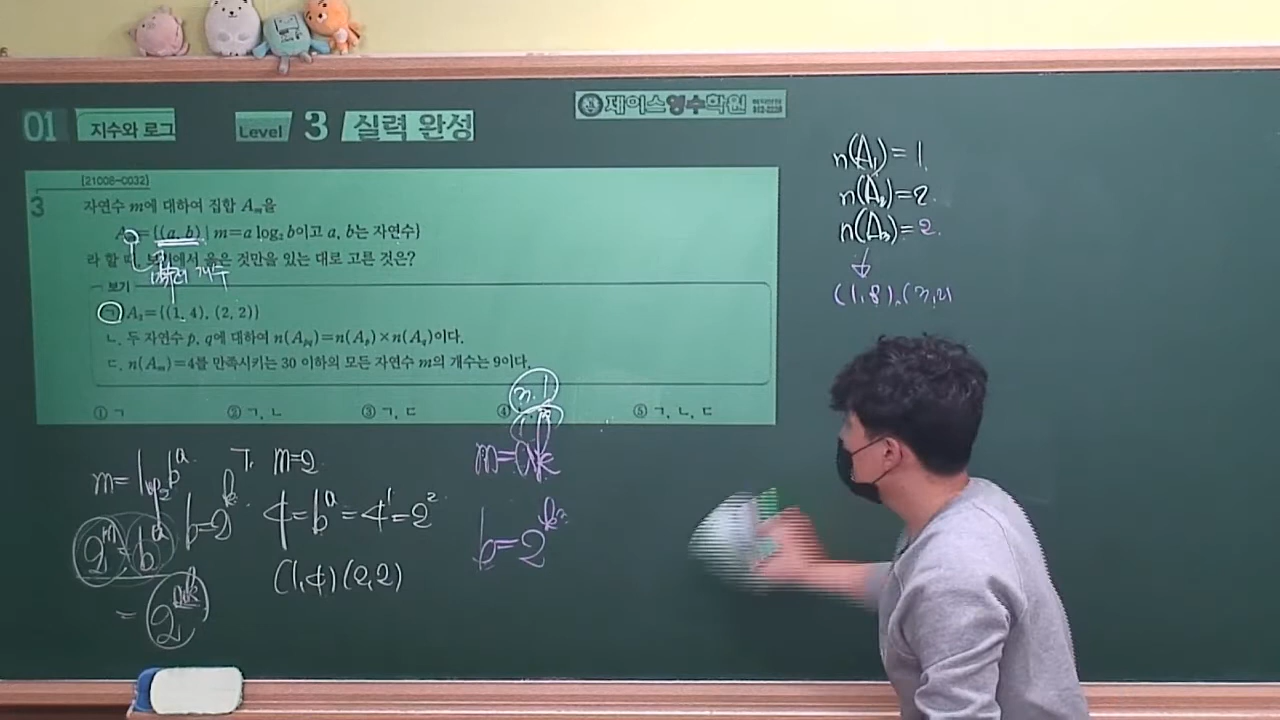 01 지수와 로그
Level 3 실력 완성
제이스영수학원
[21008-0032]
3 자연수 m에 대하여 집합 Aₘ을
={(a, b) | m=a log₂ b이고 a, b는 자연수}
라 할 때, 보기에서 옳은 것만을 있는 대로 고른 것은?
개수
보기
ㄱ. A₂={(1, 4), (2, 2)}
ㄴ. 두 자연수 p, q에 대하여 n(Aₚq)=n(Aₚ)×n(A_q)이다.
ㄷ. n(Aₘ)=4를 만족시키는 30 이하의 모든 자연수 m의 개수는 9이다.
① ㄱ ② ㄱ, ㄴ ③ ㄱ, ㄷ ④ ⑤ ㄱ, ㄴ, ㄷ
n(A₁)=1.
n(A₂)=2.
n(A₃)=2.
↓
(1,8), (3,2)
m=log₂bᵃ
2ᵐ=bᵃ b=2ᵏ
=2ᵃᵏ
ㄱ. m=2.
4=bᵃ=4¹=2²
(1,4)(2,2)
m=ak